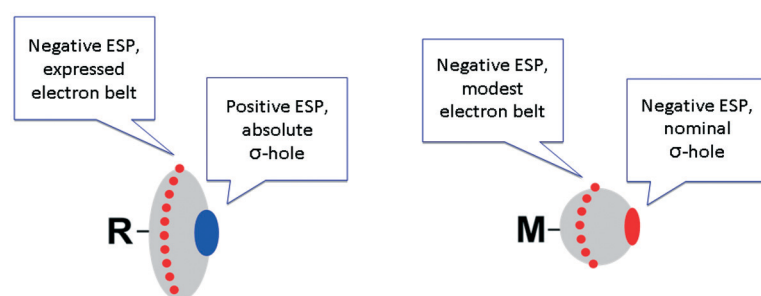 Negative ESP,
expressed
electron belt
Positive ESP,
absolute
σ-hole
R
Negative ESP,
modest
electron belt
Negative ESP,
nominal
σ-hole
M